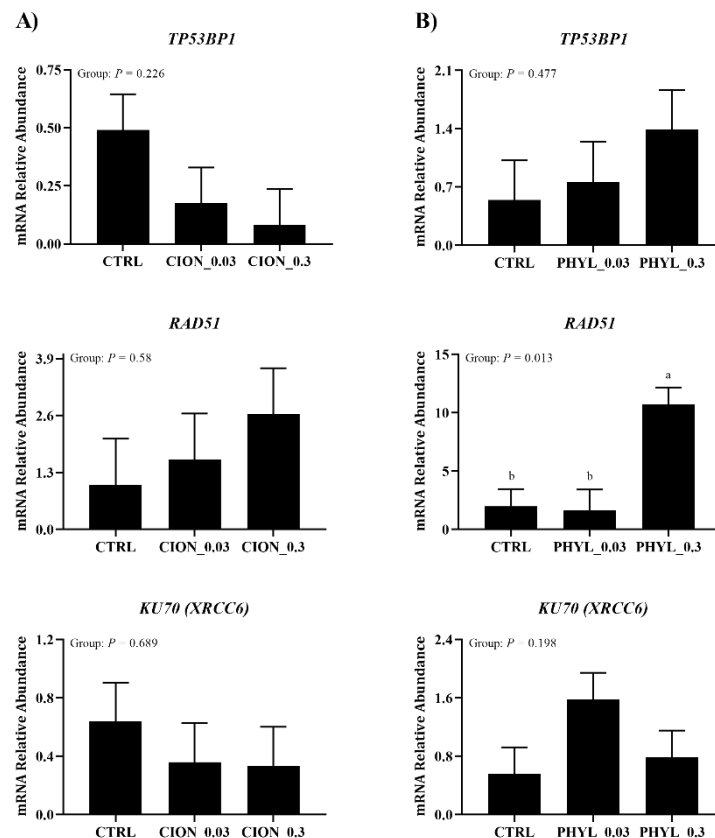 A)
TP53BP1
mRNA Relative Abundance
Group: P = 0.226
0.75
0.50
0.25
0.00
CTRL CION_0.03 CION_0.3
RAD51
mRNA Relative Abundance
Group: P = 0.58
3.9
2.6
1.3
0.0
CTRL CION_0.03 CION_0.3
KU70 (XRCC6)
mRNA Relative Abundance
Group: P = 0.689
1.2
0.8
0.4
0.0
CTRL CION_0.03 CION_0.3
B)
TP53BP1
mRNA Relative Abundance
Group: P = 0.477
2.1
1.4
0.7
0.0
CTRL PHYL_0.03 PHYL_0.3
RAD51
mRNA Relative Abundance
Group: P = 0.013
15
10
5
0
b b a
CTRL PHYL_0.03 PHYL_0.3
KU70 (XRCC6)
mRNA Relative Abundance
Group: P = 0.198
2.4
1.6
0.8
0.0
CTRL PHYL_0.03 PHYL_0.3